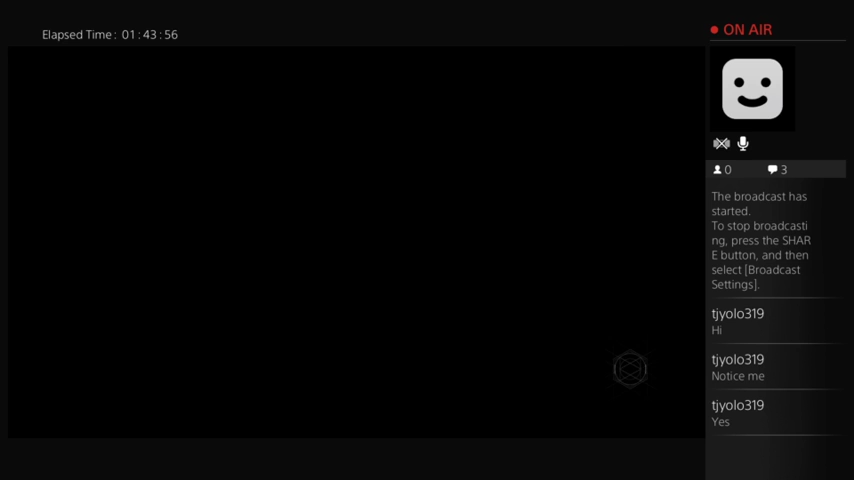 Elapsed Time: 01:43:56
ON AIR
0 3
The broadcast has
started.
To stop broadcasti
ng, press the SHAR
E button, and then
select [Broadcast
Settings].
tjyolo319
Hi
tjyolo319
Notice me
tjyolo319
Yes